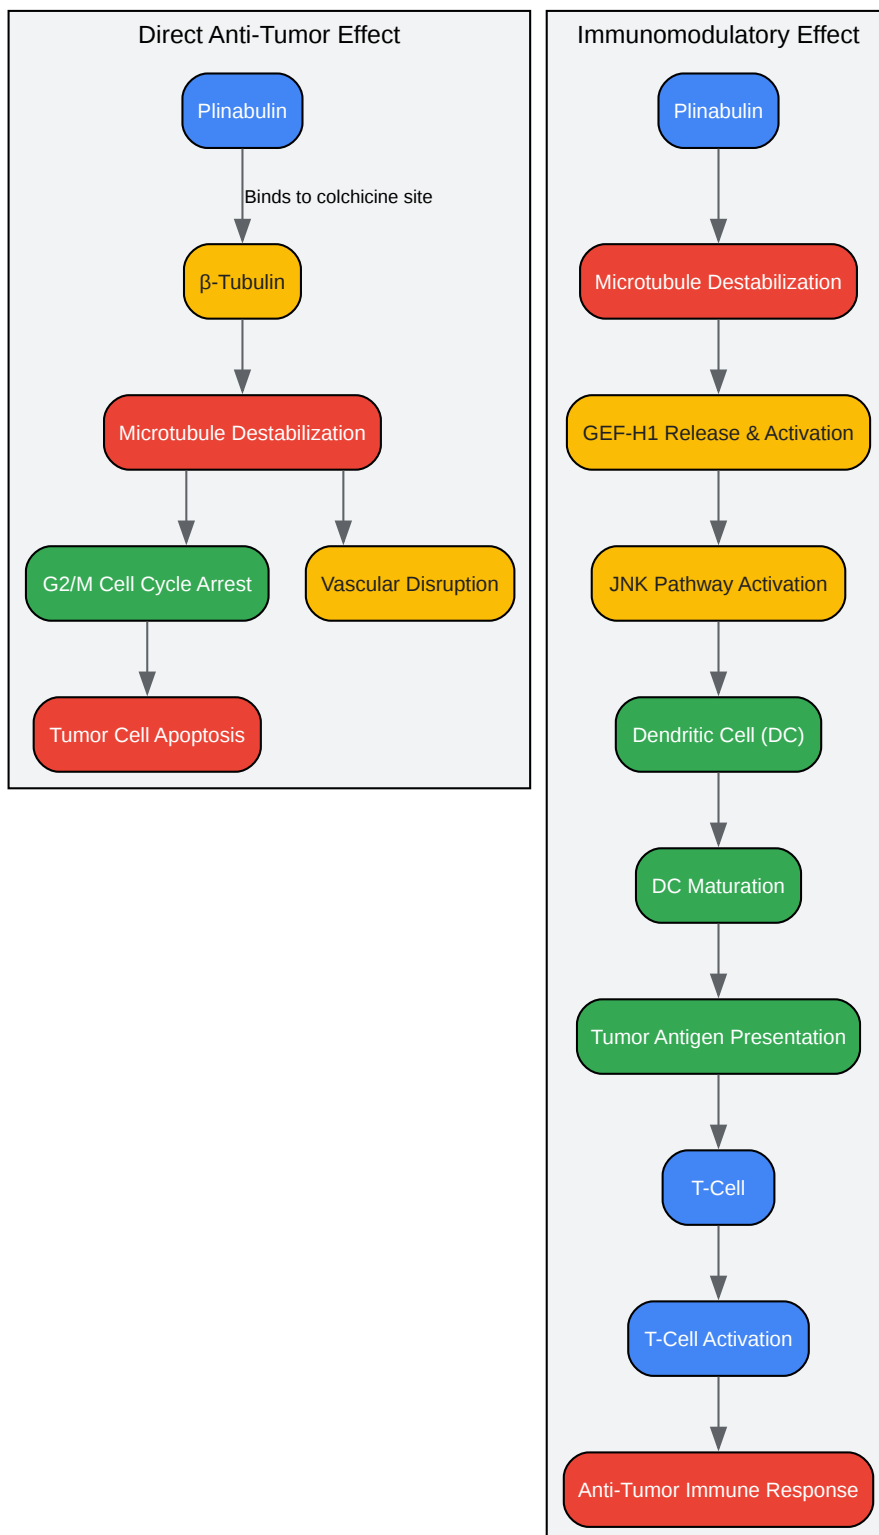 Direct Anti-Tumor Effect
Plinabulin
Binds to colchicine site
β-Tubulin
Microtubule Destabilization
G2/M Cell Cycle Arrest
Vascular Disruption
Tumor Cell Apoptosis
Immunomodulatory Effect
Plinabulin
Microtubule Destabilization
GEF-H1 Release & Activation
JNK Pathway Activation
Dendritic Cell (DC)
DC Maturation
Tumor Antigen Presentation
T-Cell
T-Cell Activation
Anti-Tumor Immune Response